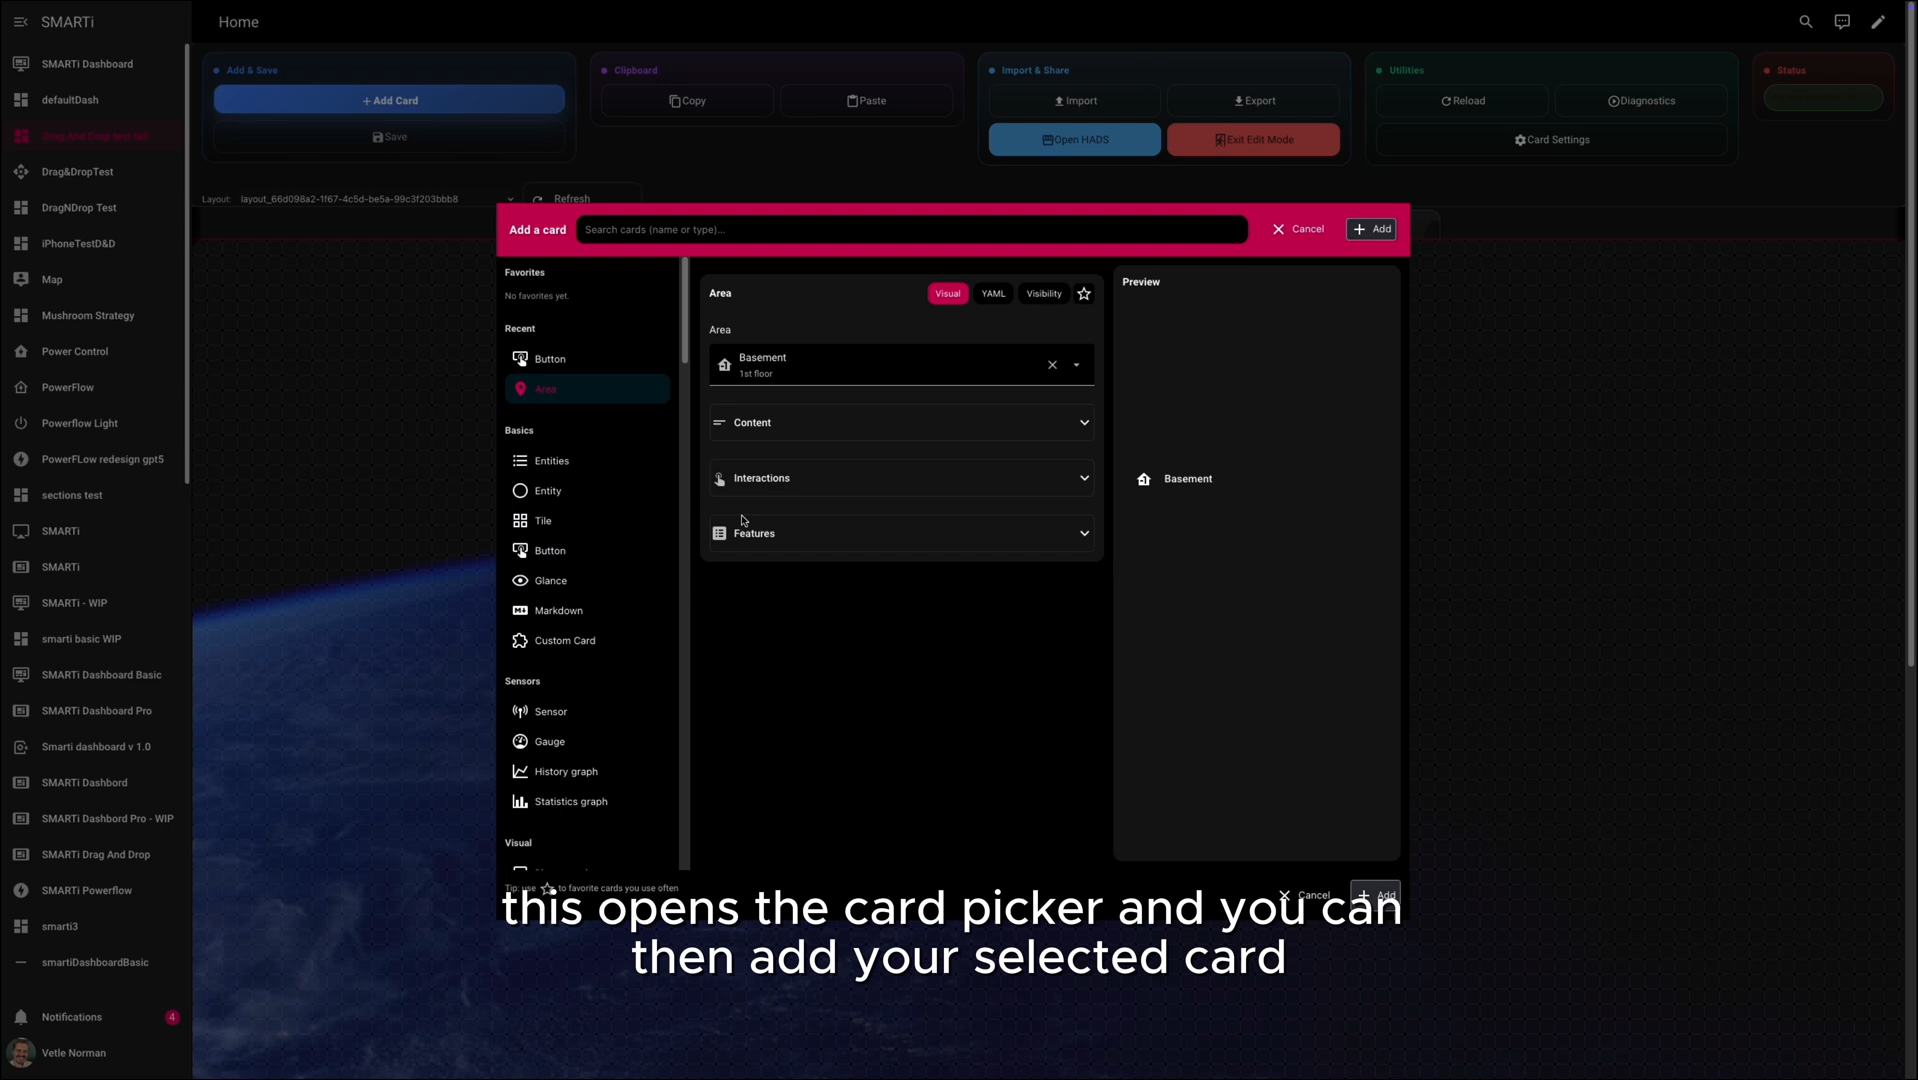 SMARTi
Home
SMARTi Dashboard
defaultDash
Drag And Drop test tall
Drag&DropTest
DragNDrop Test
iPhoneTestD&D
Map
Mushroom Strategy
Power Control
PowerFlow
Powerflow Light
PowerFLow redesign gpt5
sections test
SMARTi
SMARTi
SMARTi - WIP
smarti basic WIP
SMARTi Dashboard Basic
SMARTi Dashboard Pro
Smarti dashboard v 1.0
SMARTi Dashbord
SMARTi Dashbord Pro - WIP
SMARTi Drag And Drop
SMARTi Powerflow
smarti3
smartiDashboardBasic
Notifications
4
Vetle Norman
Add & Save
Add Card
Save
Clipboard
Copy
Paste
Import & Share
Import
Export
Open HADS
Exit Edit Mode
Utilities
Reload
Diagnostics
Card Settings
Status
Layout: layout_66d098a2-1f67-4c5d-be5a-99c3f203bbb8
Refresh
Add a card
Search cards (name or type)...
Cancel
Add
Favorites
No favorites yet.
Recent
Button
Area
Basics
Entities
Entity
Tile
Button
Glance
Markdown
Custom Card
Sensors
Sensor
Gauge
History graph
Statistics graph
Visual
Tip: use ☆ to favorite cards you use often
Area
Visual
YAML
Visibility
Area
Basement
1st floor
Content
Interactions
Features
Preview
Basement
Cancel
Add
this opens the card picker and you can
then add your selected card